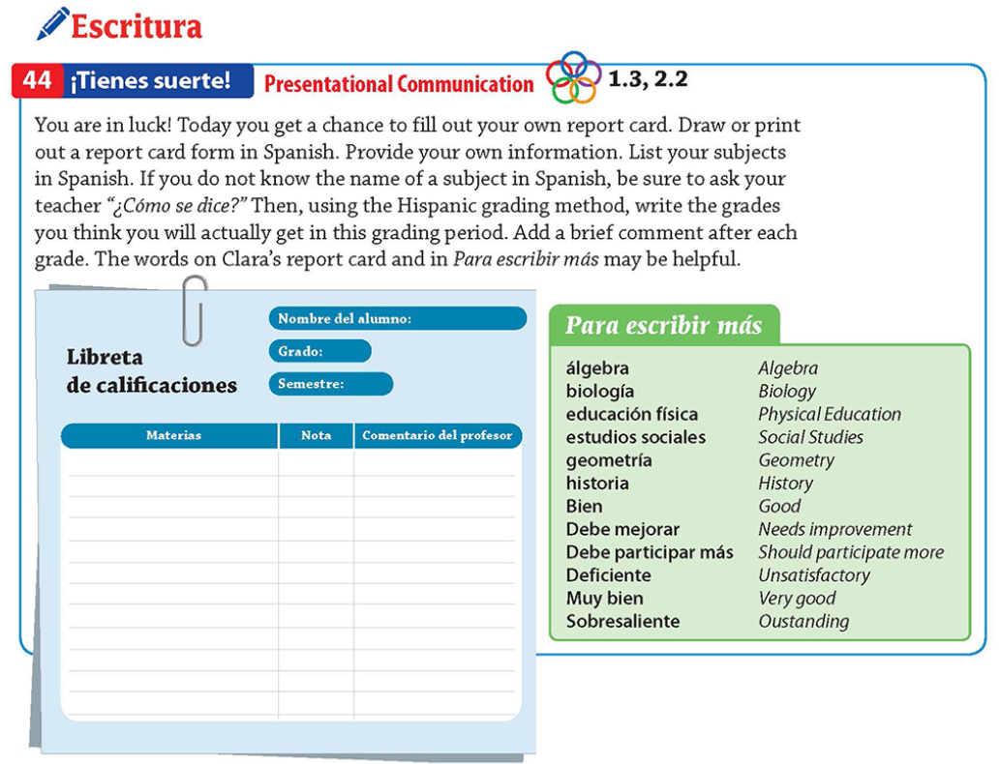 Escritura
44 ¡Tienes suerte! Presentational Communication 1.3, 2.2
You are in luck! Today you get a chance to fill out your own report card. Draw or print
out a report card form in Spanish. Provide your own information. List your subjects
in Spanish. If you do not know the name of a subject in Spanish, be sure to ask your
teacher “¿Cómo se dice?” Then, using the Hispanic grading method, write the grades
you think you will actually get in this grading period. Add a brief comment after each
grade. The words on Clara’s report card and in Para escribir más may be helpful.
Libreta
de calificaciones
Nombre del alumno:
Grado:
Semestre:
Materias Nota Comentario del profesor
Para escribir más
álgebra Algebra
biología Biology
educación física Physical Education
estudios sociales Social Studies
geometría Geometry
historia History
Bien Good
Debe mejorar Needs improvement
Debe participar más Should participate more
Deficiente Unsatisfactory
Muy bien Very good
Sobresaliente Oustanding